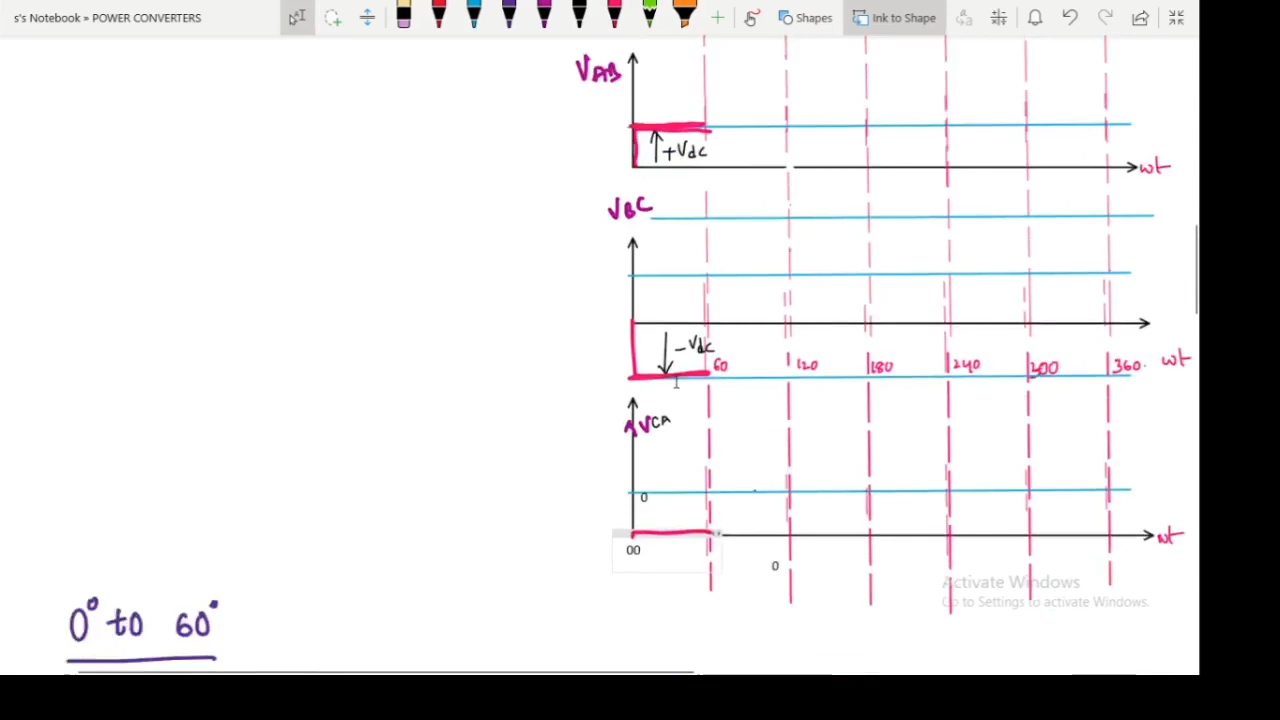 s's Notebook » POWER CONVERTERS
Shapes
Ink to Shape
VAB
+Vdc
wt
VBC
-Vdc
60 120 180 240 200 360. wt
VCA
0
wt
00
0
Activate Windows
Go to Settings to activate Windows.
0° to 60°